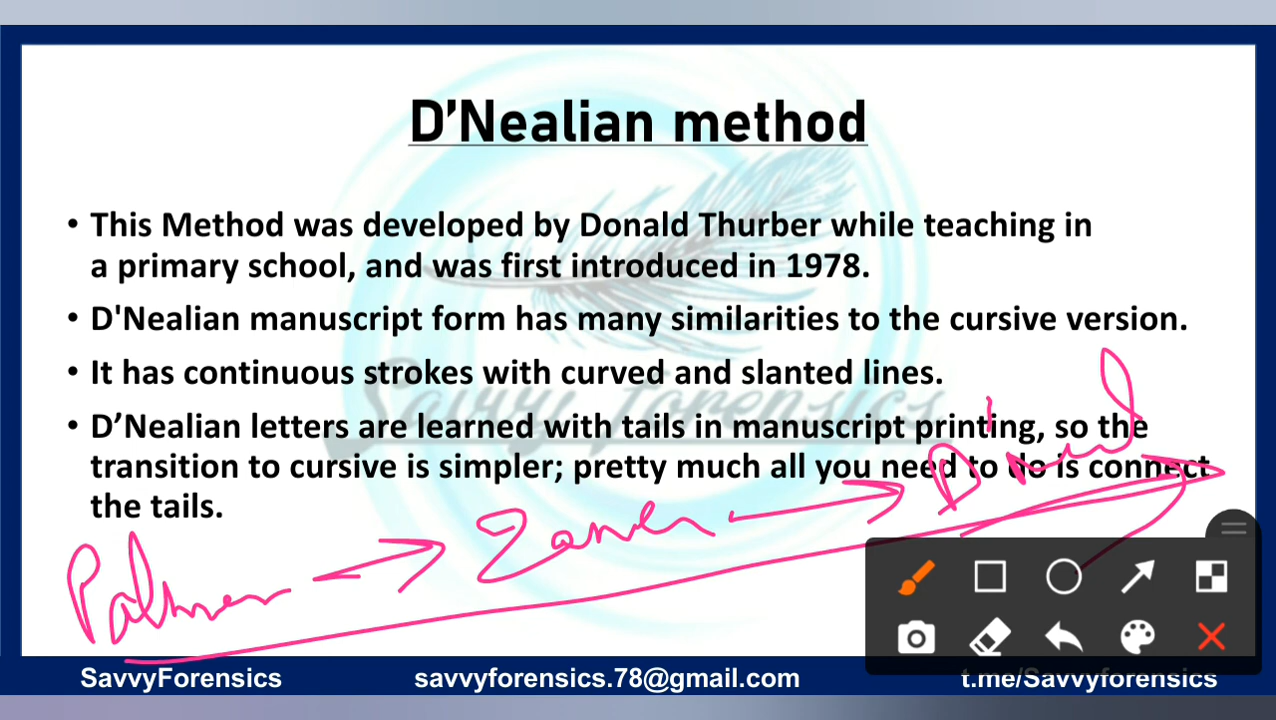 D'Nealian method
• This Method was developed by Donald Thurber while teaching in
a primary school, and was first introduced in 1978.
• D'Nealian manuscript form has many similarities to the cursive version.
• It has continuous strokes with curved and slanted lines.
• D’Nealian letters are learned with tails in manuscript printing, so the
transition to cursive is simpler; pretty much all you need to do is connect
the tails.
Palmer → Zaner → D'Neal
Savvy Forensics
SavvyForensics savvyforensics.78@gmail.com t.me/Savvyforensics